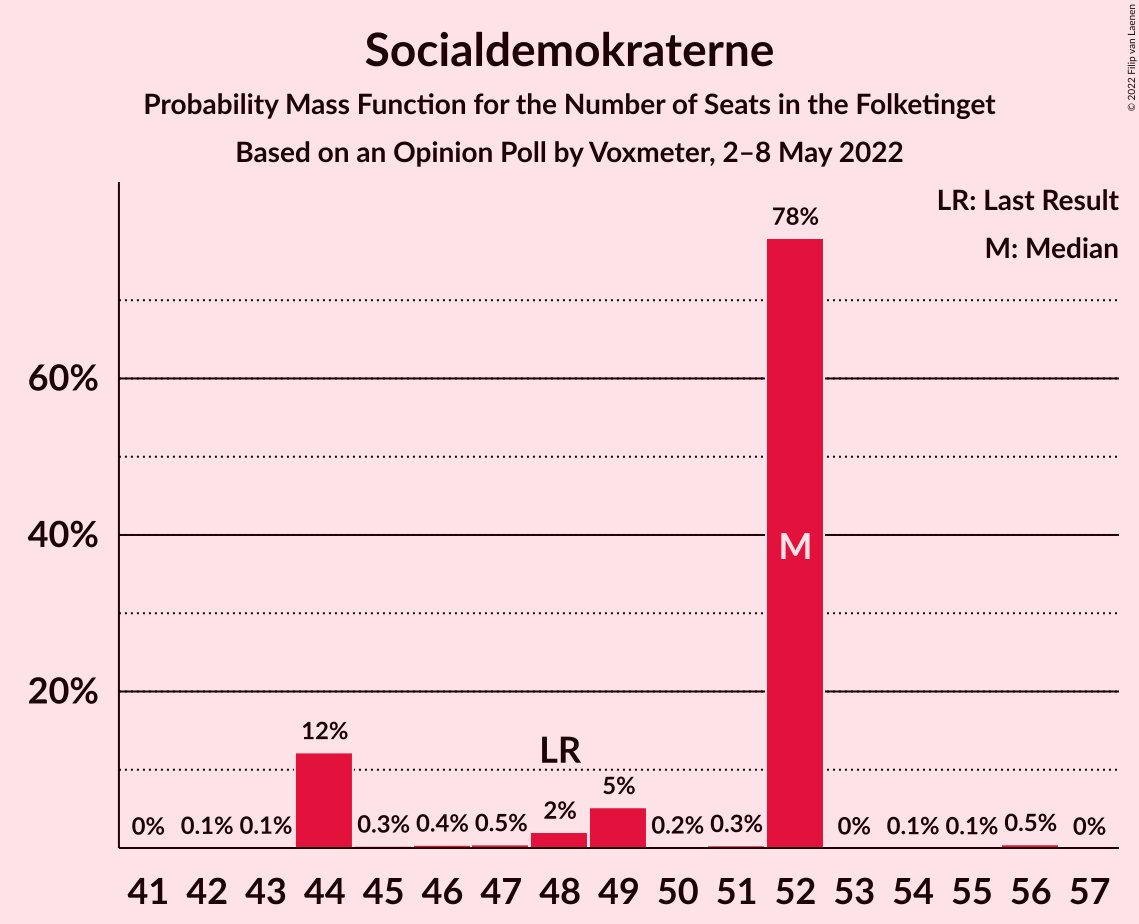 Socialdemokraterne
Probability Mass Function for the Number of Seats in the Folketinget
Based on an Opinion Poll by Voxmeter, 2–8 May 2022
© 2022 Filip van Laenen
LR: Last Result
M: Median
60%
40%
20%
0% 0.1% 0.1% 12% 0.3% 0.4% 0.5% 2% 5% 0.2% 0.3% 78% 0% 0.1% 0.1% 0.5% 0%
LR
M
41 42 43 44 45 46 47 48 49 50 51 52 53 54 55 56 57